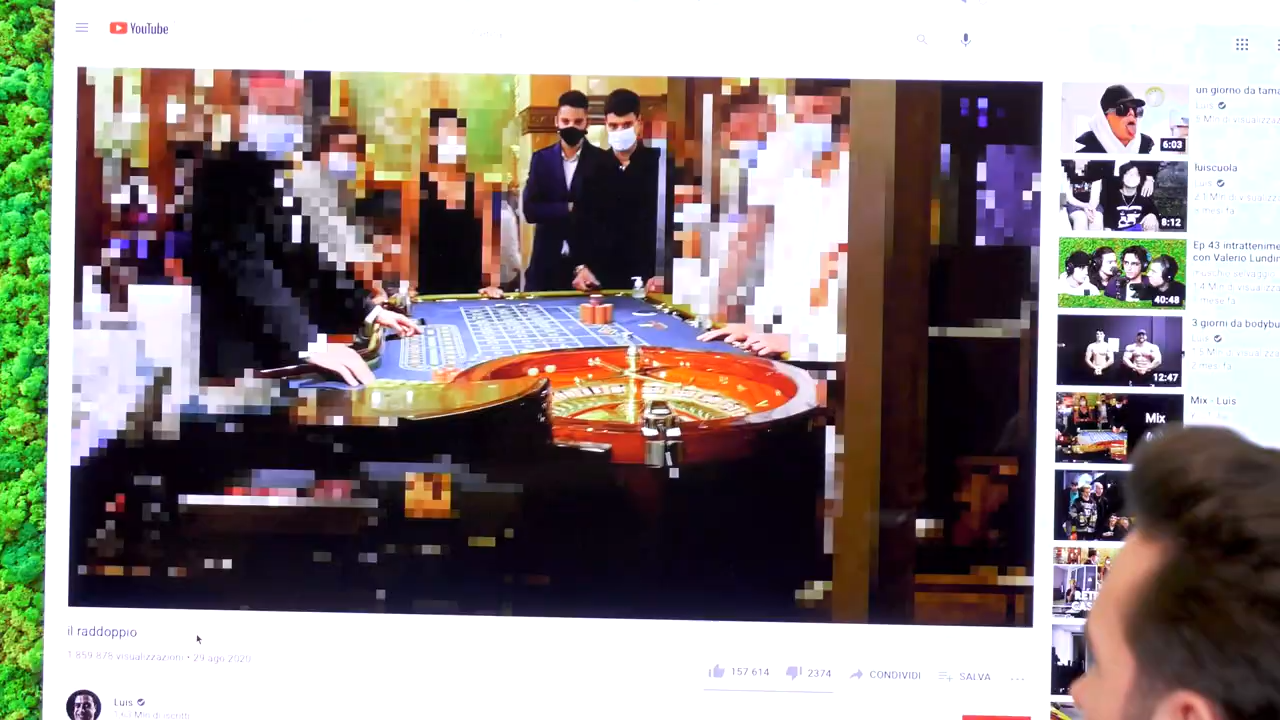 YouTube
un giorno da tama
Luis
6:03
luiscuola
Luis
8:12
Ep 43 intrattenime
con Valerio Lundin
40:48
3 giorni da bodybu
Luis
12:47
Mix - Luis
Mix
il raddoppio
1.859.876 visualizzazioni • 29 ago 2020
157 614
2374
CONDIVIDI
SALVA
Luis